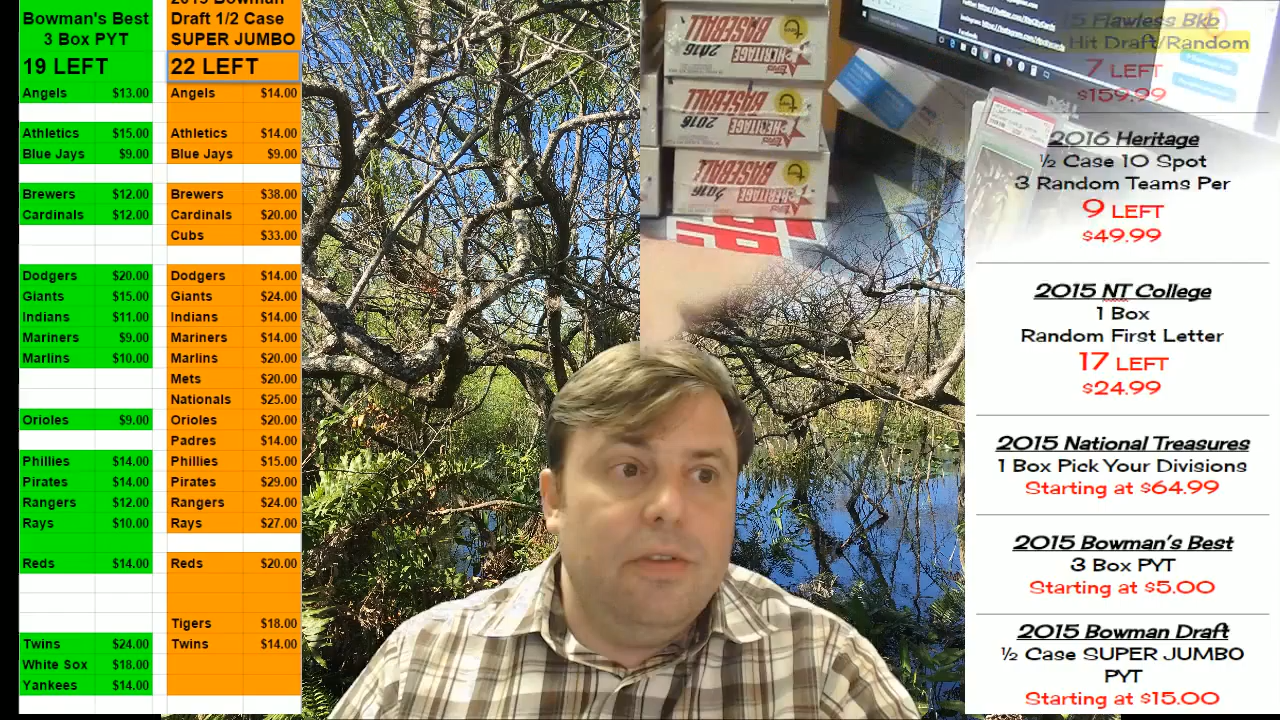 Bowman's Best
3 Box PYT
19 LEFT
Angels $13.00
Athletics $15.00
Blue Jays $9.00
Brewers $12.00
Cardinals $12.00
Dodgers $20.00
Giants $15.00
Indians $11.00
Mariners $9.00
Marlins $10.00
Orioles $9.00
Phillies $14.00
Pirates $14.00
Rangers $12.00
Rays $10.00
Reds $14.00
Twins $24.00
White Sox $18.00
Yankees $14.00
2015 Bowman
Draft 1/2 Case
SUPER JUMBO
22 LEFT
Angels $14.00
Athletics $14.00
Blue Jays $9.00
Brewers $38.00
Cardinals $20.00
Cubs $33.00
Dodgers $14.00
Giants $24.00
Indians $14.00
Mariners $14.00
Marlins $20.00
Mets $20.00
Nationals $25.00
Orioles $20.00
Padres $14.00
Phillies $15.00
Pirates $29.00
Rangers $24.00
Rays $27.00
Reds $20.00
Tigers $18.00
Twins $14.00
BASEBALL
2016 HERITAGE
BASEBALL
2016 HERITAGE
BASEBALL
2016 HERITAGE
DELL
5 Flawless Bkb
Hit Draft/Random
7 LEFT
$159.99
2016 Heritage
½ Case 10 Spot
3 Random Teams Per
9 LEFT
$49.99
2015 NT College
1 Box
Random First Letter
17 LEFT
$24.99
2015 National Treasures
1 Box Pick Your Divisions
Starting at $64.99
2015 Bowman's Best
3 Box PYT
Starting at $5.00
2015 Bowman Draft
½ Case SUPER JUMBO
PYT
Starting at $15.00